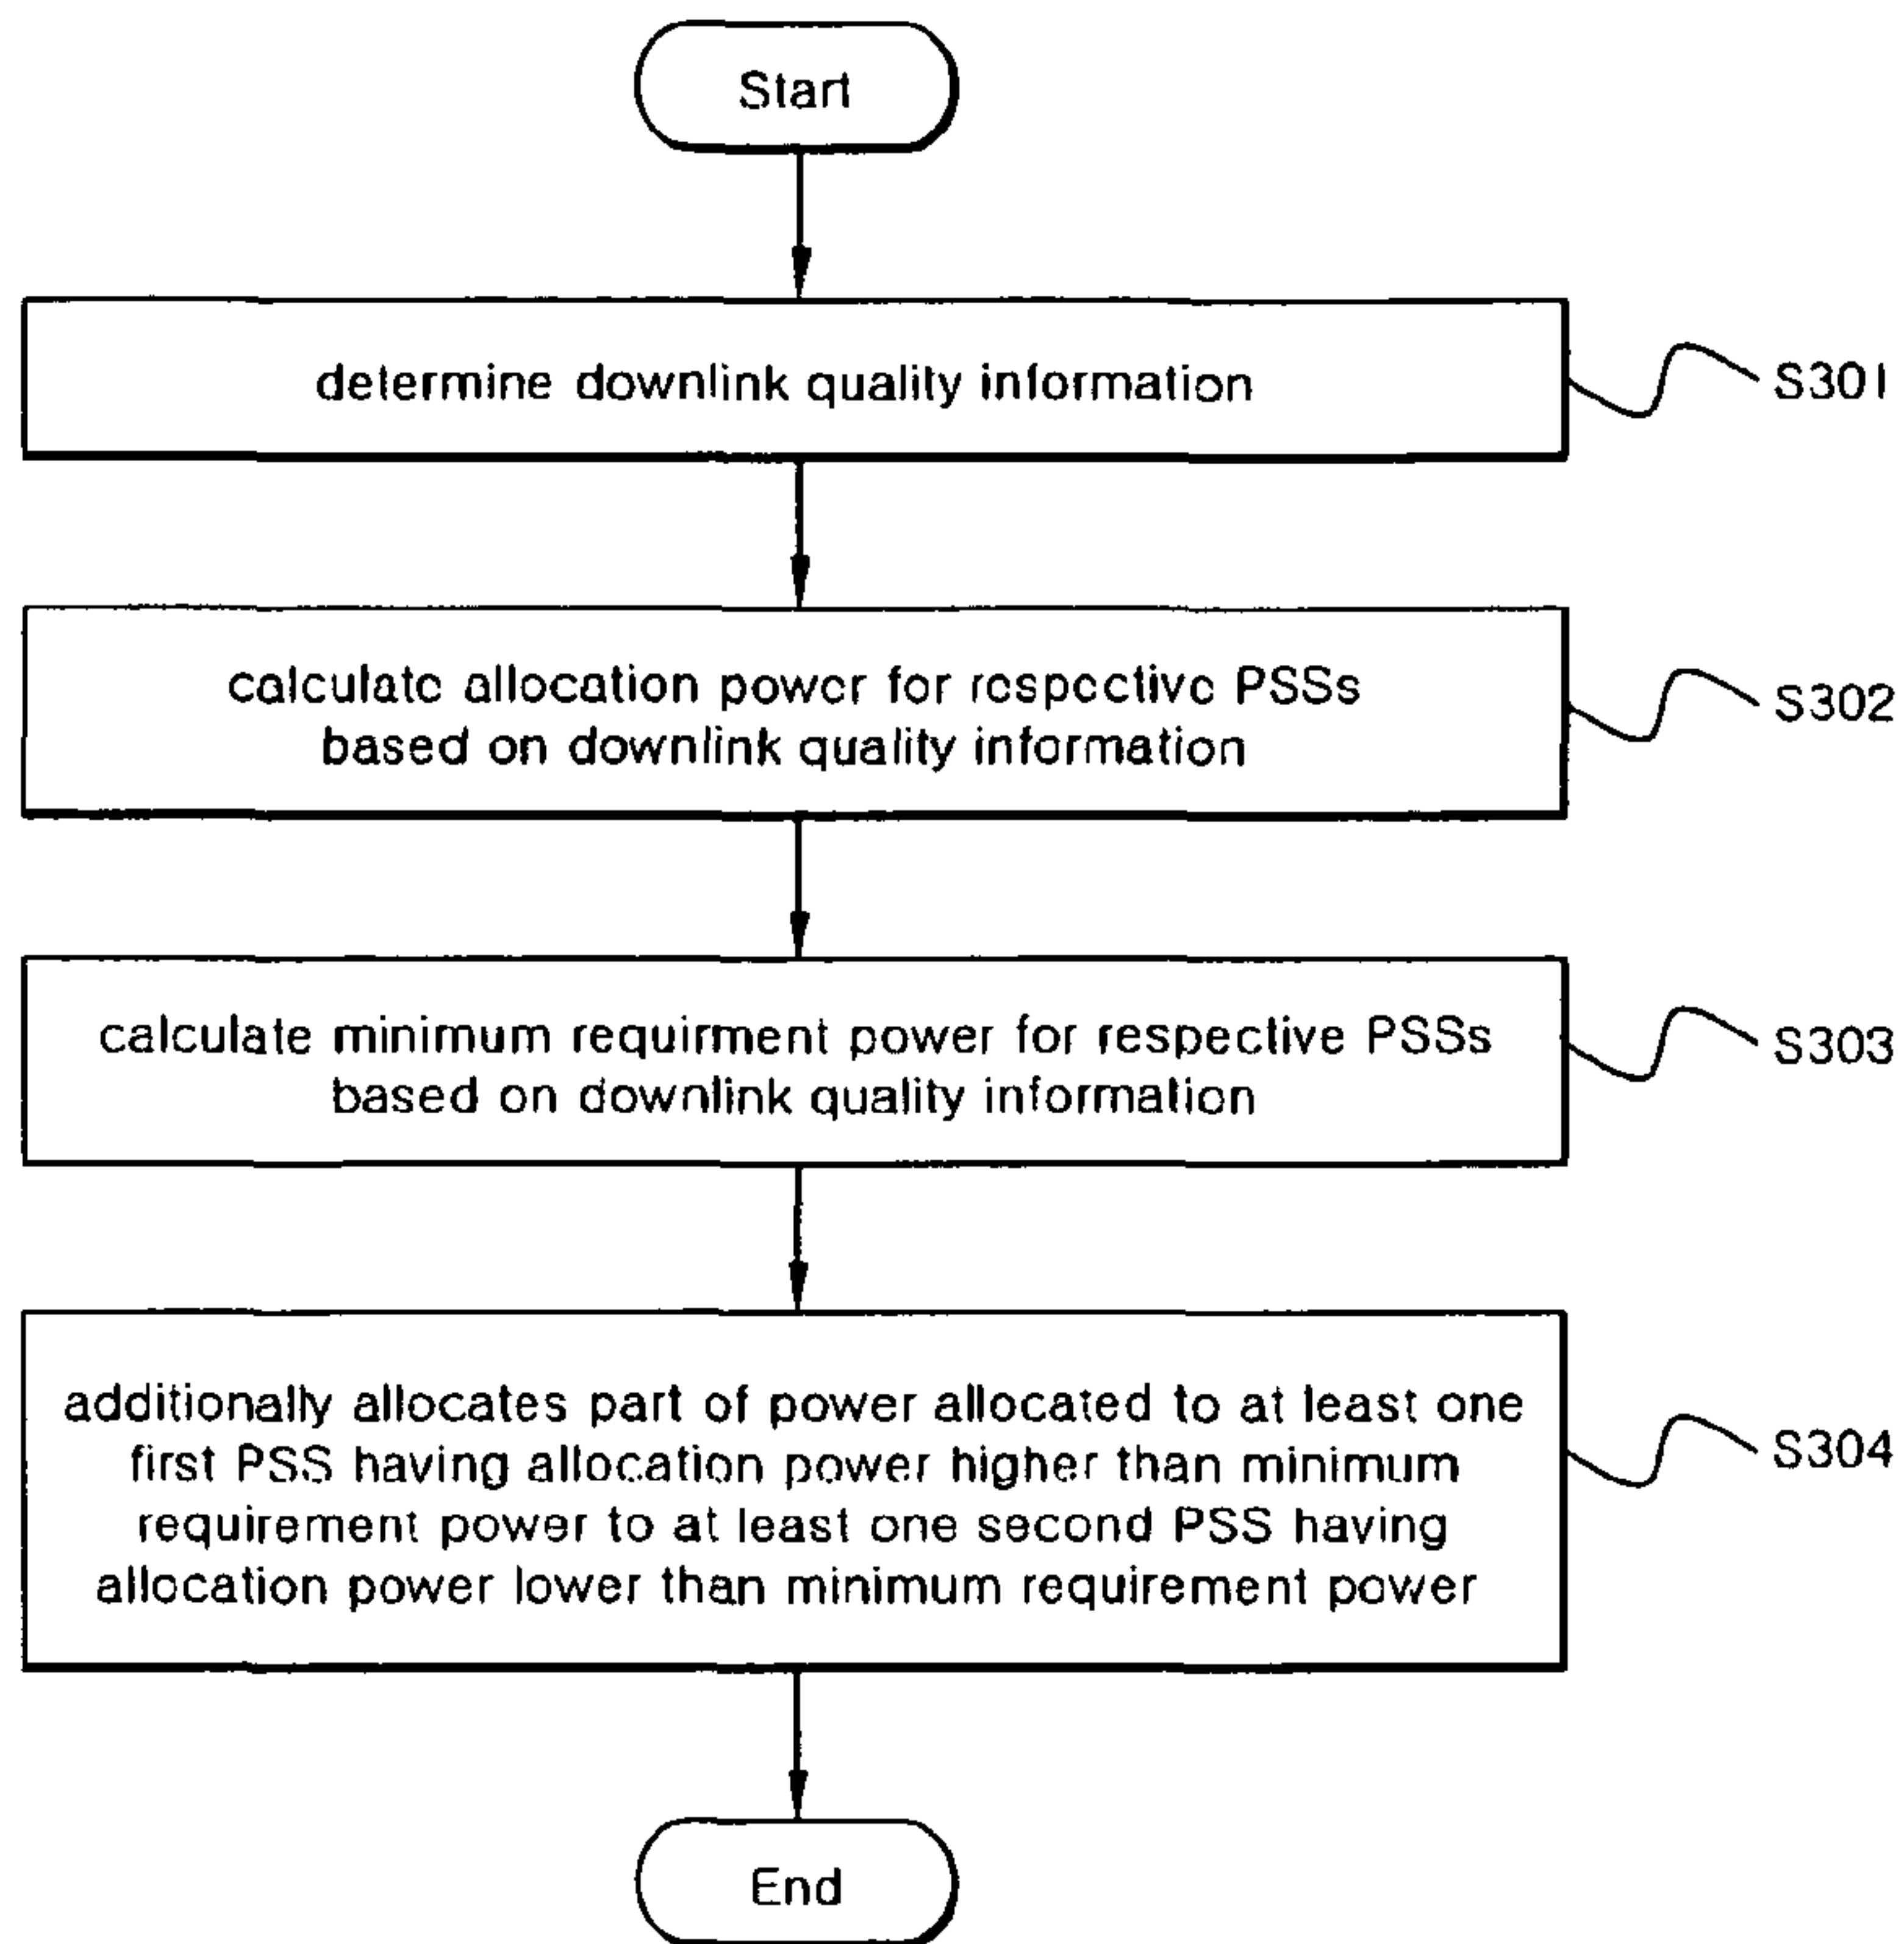 Start
determine downlink quality information
S301
calculate allocation power for respective PSSs
based on downlink quality information
S302
calculate minimum requirment power for respective PSSs
based on downlink quality information
S303
additionally allocates part of power allocated to at least one
first PSS having allocation power higher than minimum
requirement power to at least one second PSS having
allocation power lower than minimum requirement power
S304
End